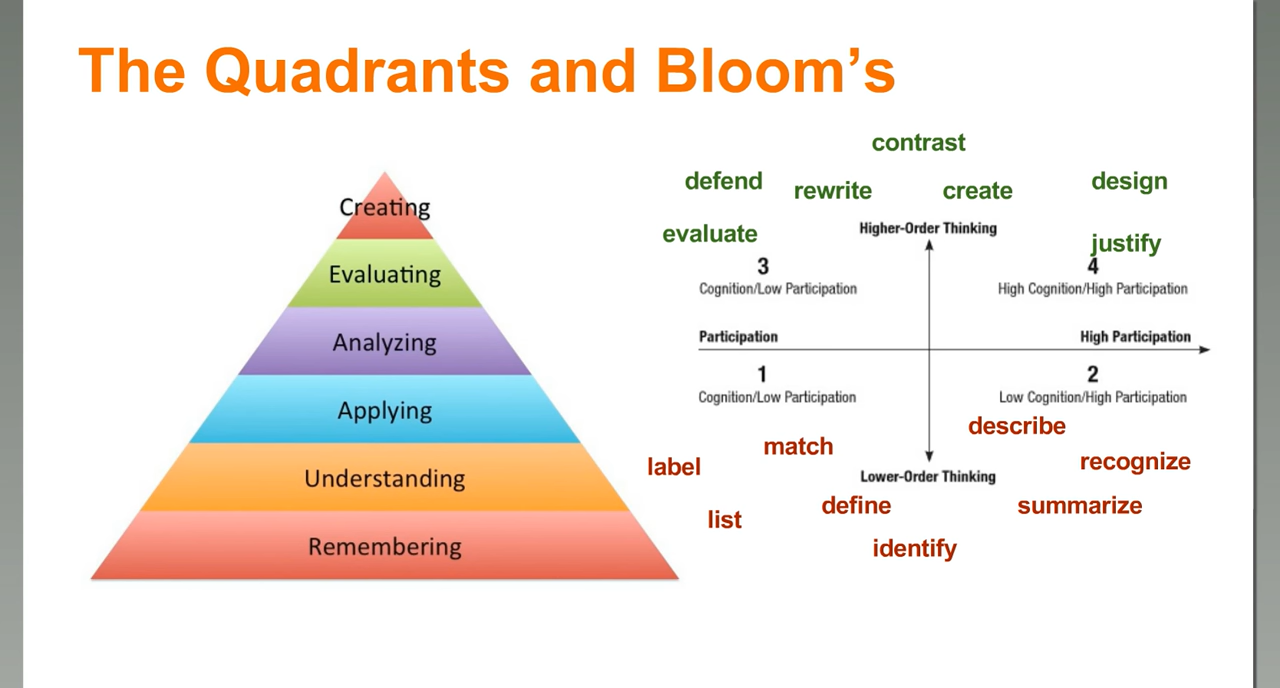 The Quadrants and Bloom’s
Creating
Evaluating
Analyzing
Applying
Understanding
Remembering
contrast
defend
rewrite
create
design
evaluate
justify
Higher-Order Thinking
3
Cognition/Low Participation
4
High Cognition/High Participation
Participation
High Participation
1
Cognition/Low Participation
2
Low Cognition/High Participation
describe
match
label
recognize
Lower-Order Thinking
define
summarize
list
identify